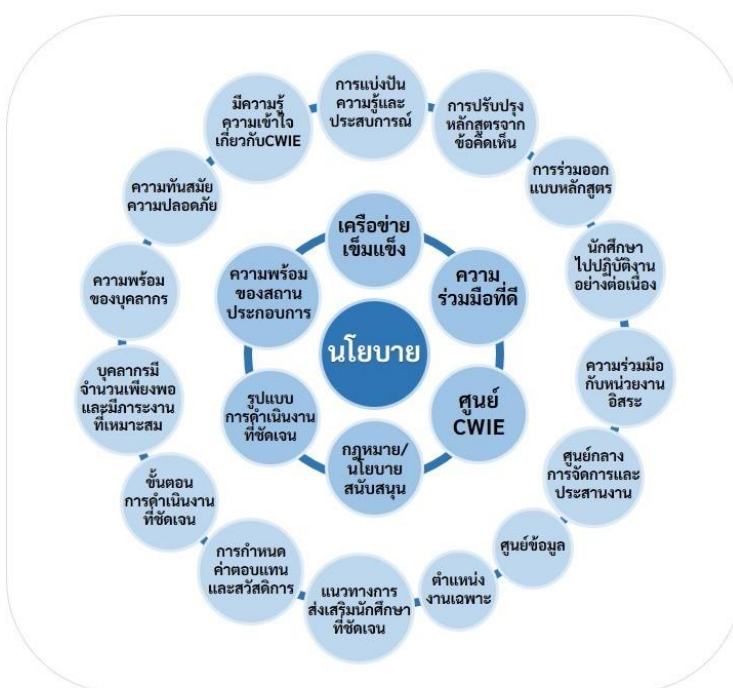 การแบ่งปัน
ความรู้และ
ประสบการณ์
การปรับปรุง
หลักสูตรจาก
ข้อคิดเห็น
การร่วมออก
แบบหลักสูตร
นักศึกษา
ไปปฏิบัติงาน
อย่างต่อเนื่อง
ความร่วมมือ
กับหน่วยงาน
อิสระ
ศูนย์กลาง
การจัดการและ
ประสานงาน
ศูนย์ข้อมูล
ตำแหน่ง
งานเฉพาะ
แนวทางการ
ส่งเสริมนักศึกษา
ที่ชัดเจน
การกำหนด
ค่าตอบแทน
และสวัสดิการ
ขั้นตอน
การดำเนินงาน
ที่ชัดเจน
บุคลากรมี
จำนวนเพียงพอ
และมีภาระงาน
ที่เหมาะสม
ความพร้อม
ของบุคลากร
ความทันสมัย
ความปลอดภัย
มีความรู้
ความเข้าใจ
เกี่ยวกับCWIE
เครือข่าย
เข็มแข็ง
ความ
ร่วมมือที่ดี
ศูนย์
CWIE
กฎหมาย/
นโยบาย
สนับสนุน
รูปแบบ
การดำเนินงาน
ที่ชัดเจน
ความพร้อม
ของสถาน
ประกอบการ
นโยบาย